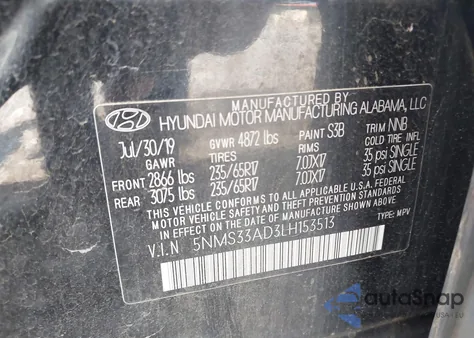 MANUFACTURED BY
HYUNDAI MOTOR MANUFACTURING ALABAMA, LLC
Jul/30/19 GVWR 4872 lbs PAINT S3B TRIM NNB
GAWR TIRES RIMS COLD TIRE INFL
FRONT 2866 lbs 235/65R17 7.0JX17 35 psi SINGLE
REAR 3075 lbs 235/65R17 7.0JX17 35 psi SINGLE
THIS VEHICLE CONFORMS TO ALL APPLICABLE U.S.A. FEDERAL
MOTOR VEHICLE SAFETY STANDARDS IN EFFECT ON THE
DATE OF MANUFACTURE SHOWN ABOVE.
V.I.N 5NMS33AD3LH153513 TYPE: MPV
autoSnap